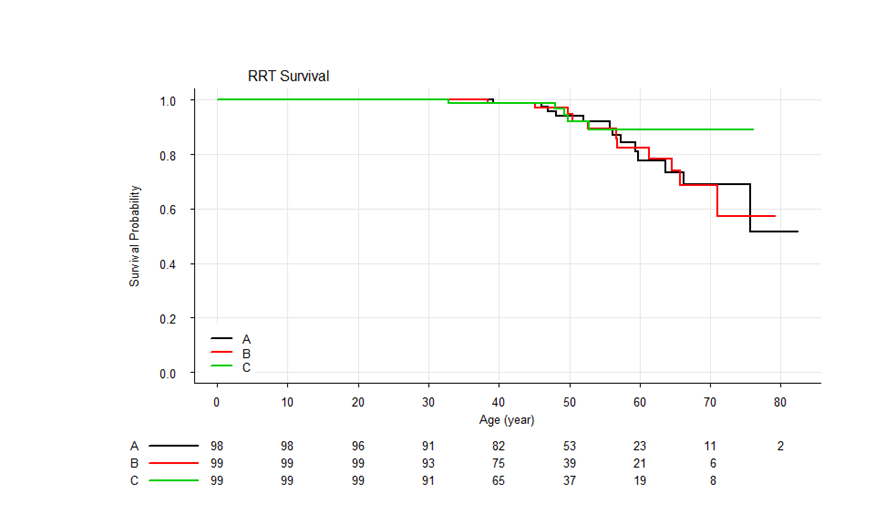 RRT Survival
1.0
0.8
0.6
0.4
0.2
0.0
Survival Probability
A
B
C
0 10 20 30 40 50 60 70 80
Age (year)
A 98 98 96 91 82 53 23 11 2
B 99 99 99 93 75 39 21 6
C 99 99 99 91 65 37 19 8